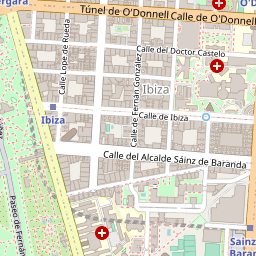 Túnel de O'Donnell Calle de O'Donnell
Calle del Doctor Castelo
Calle Lope de Rueda
Calle de Fernán González
Ibiza
Ibiza
Calle de Ibiza
Calle del Alcalde Sáinz de Baranda
Paseo de Fernán
Sainz
Baran